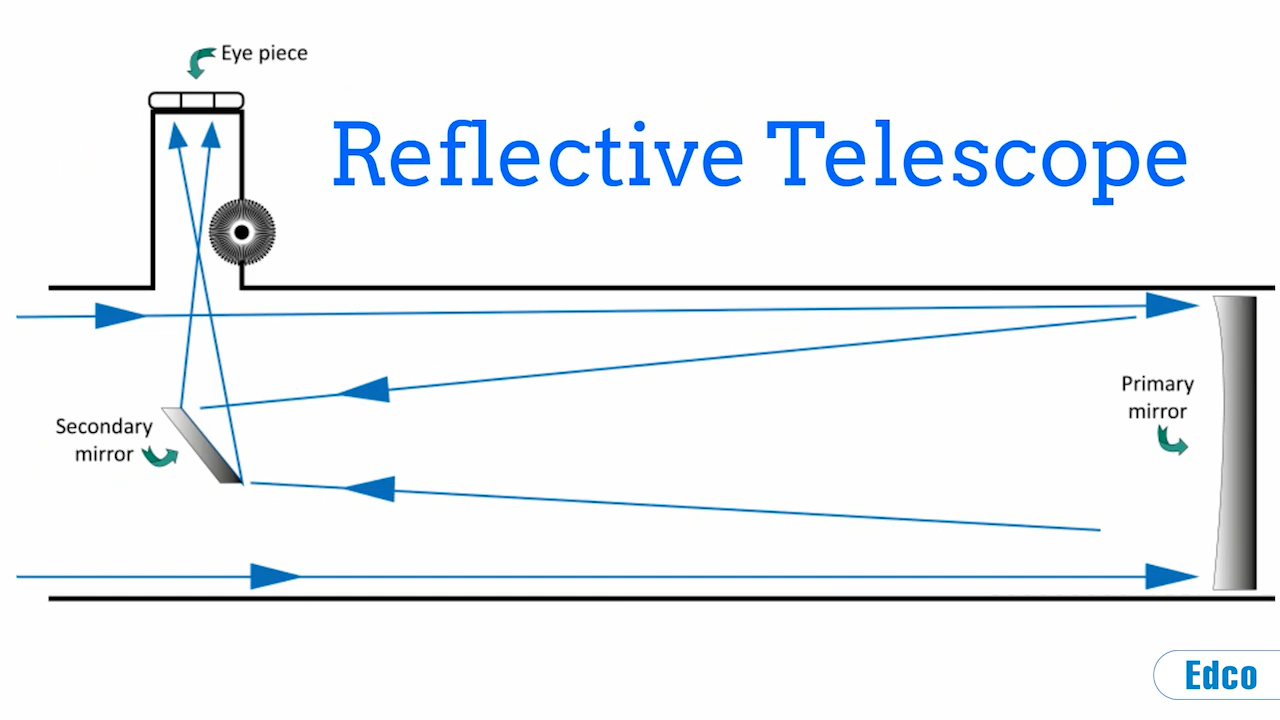 Eye piece
Reflective Telescope
Primary
mirror
Secondary
mirror
Edco